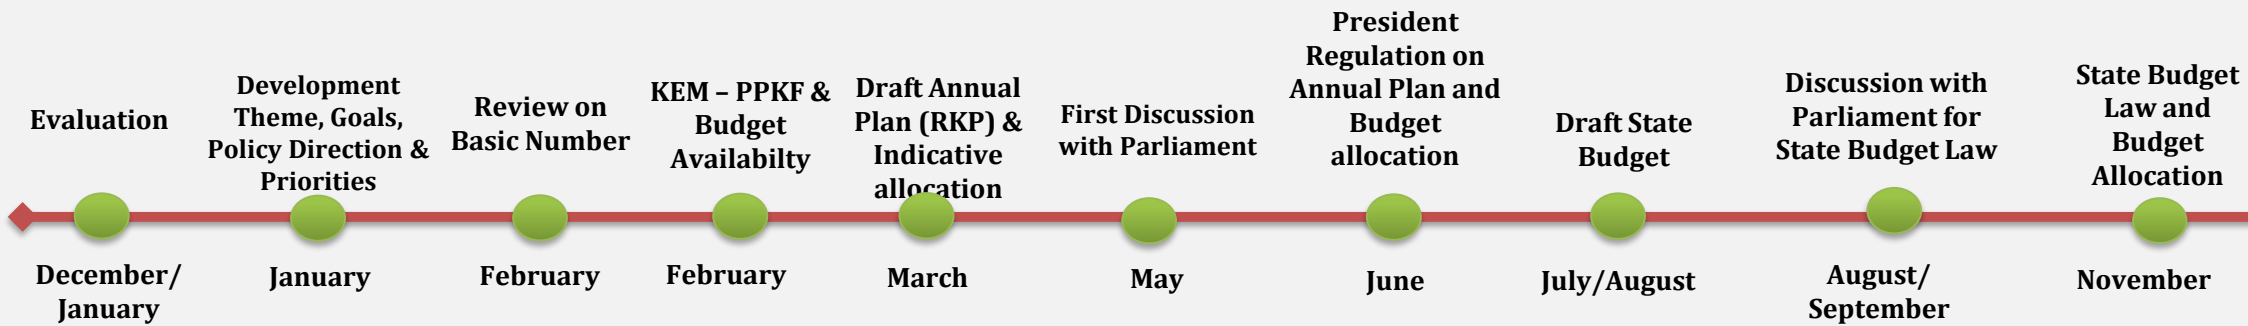 Evaluation
Development
Theme, Goals,
Policy Direction &
Priorities
Review on
Basic Number
KEM – PPKF &
Budget
Availabilty
Draft Annual
Plan (RKP) &
Indicative
allocation
First Discussion
with Parliament
President
Regulation on
Annual Plan and
Budget
allocation
Draft State
Budget
Discussion with
Parliament for
State Budget Law
State Budget
Law and
Budget
Allocation
December/
January
January
February
February
March
May
June
July/August
August/
September
November